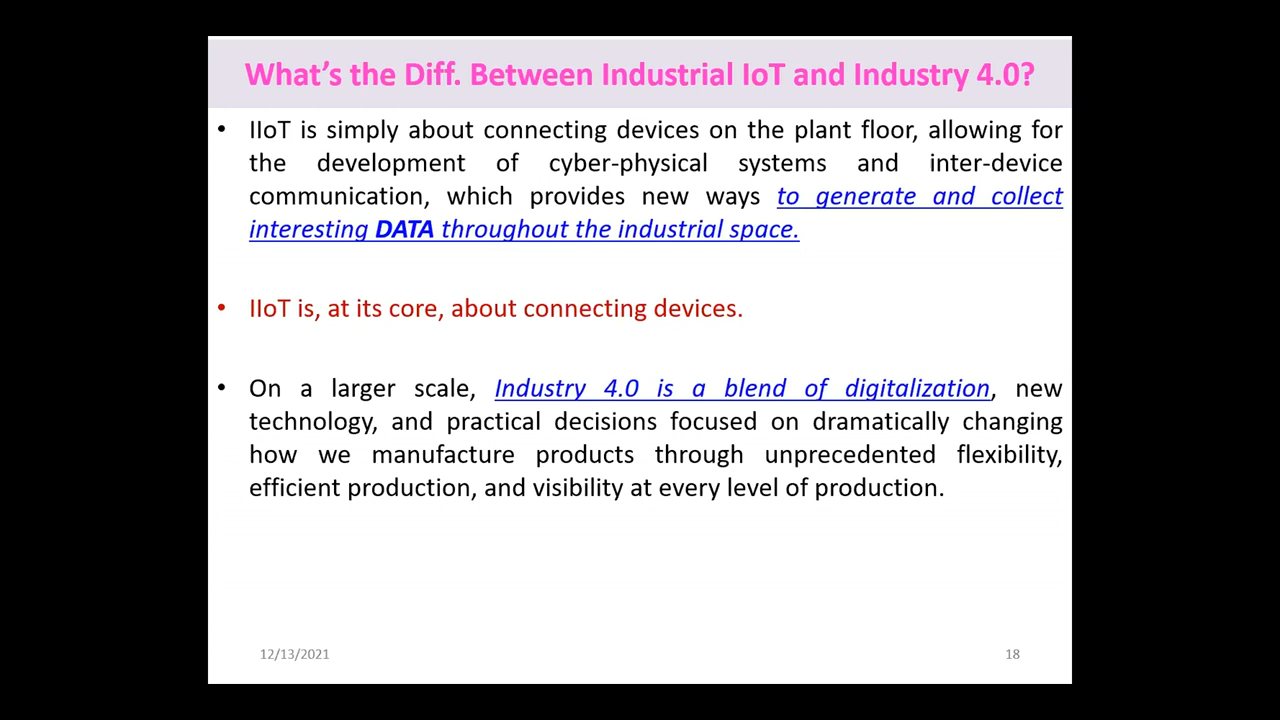 What’s the Diff. Between Industrial IoT and Industry 4.0?
• IIoT is simply about connecting devices on the plant floor, allowing for
the development of cyber-physical systems and inter-device
communication, which provides new ways to generate and collect
interesting DATA throughout the industrial space.
• IIoT is, at its core, about connecting devices.
• On a larger scale, Industry 4.0 is a blend of digitalization, new
technology, and practical decisions focused on dramatically changing
how we manufacture products through unprecedented flexibility,
efficient production, and visibility at every level of production.
12/13/2021
18